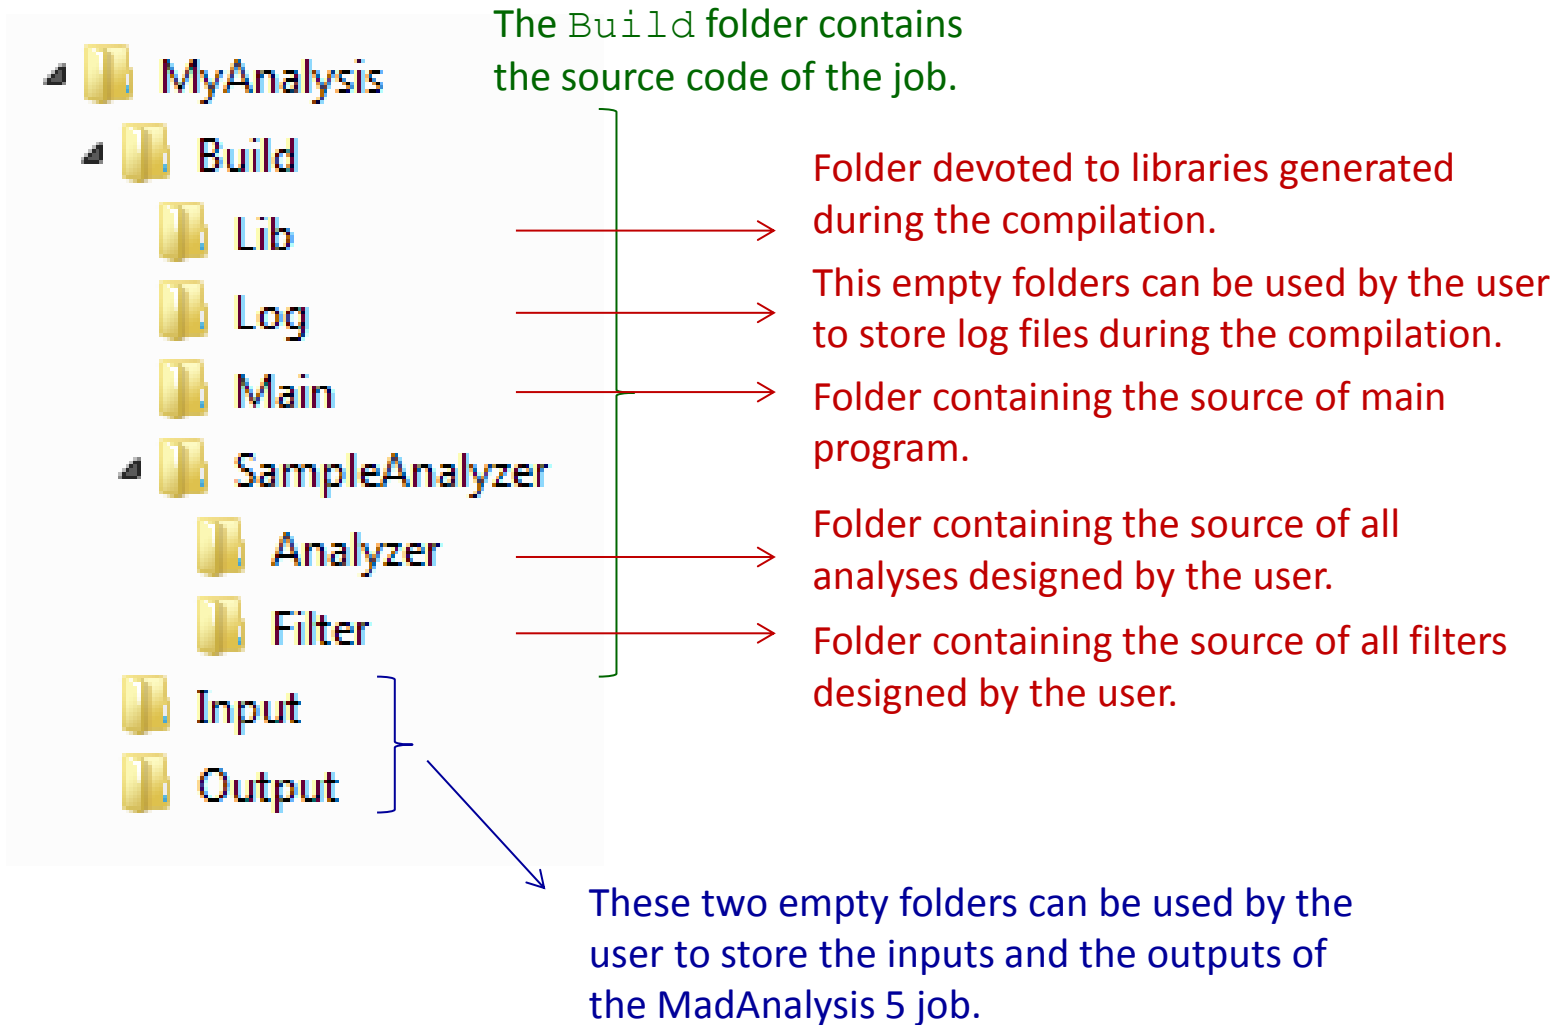 The Build folder contains
the source code of the job.
MyAnalysis
Build
Lib
Log
Main
SampleAnalyzer
Analyzer
Filter
Input
Output
Folder devoted to libraries generated
during the compilation.
This empty folders can be used by the user
to store log files during the compilation.
Folder containing the source of main
program.
Folder containing the source of all
analyses designed by the user.
Folder containing the source of all filters
designed by the user.
These two empty folders can be used by the
user to store the inputs and the outputs of
the MadAnalysis 5 job.